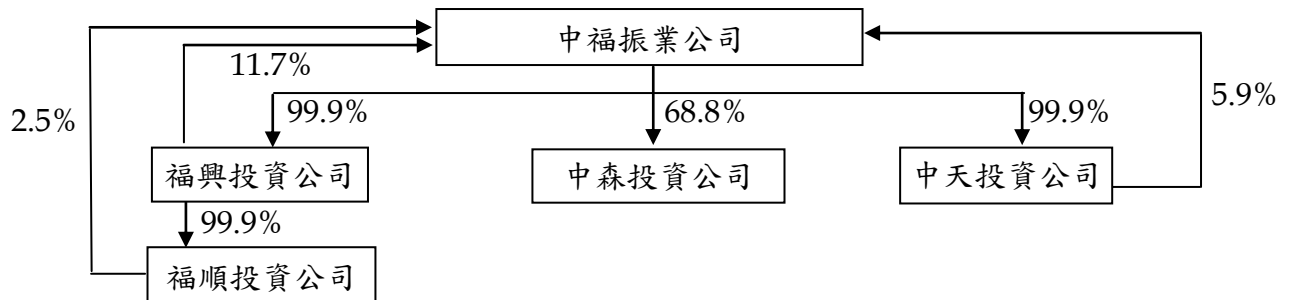 中福振業公司
11.7%
2.5%
99.9%
68.8%
99.9%
5.9%
福興投資公司
中森投資公司
中天投資公司
99.9%
福順投資公司